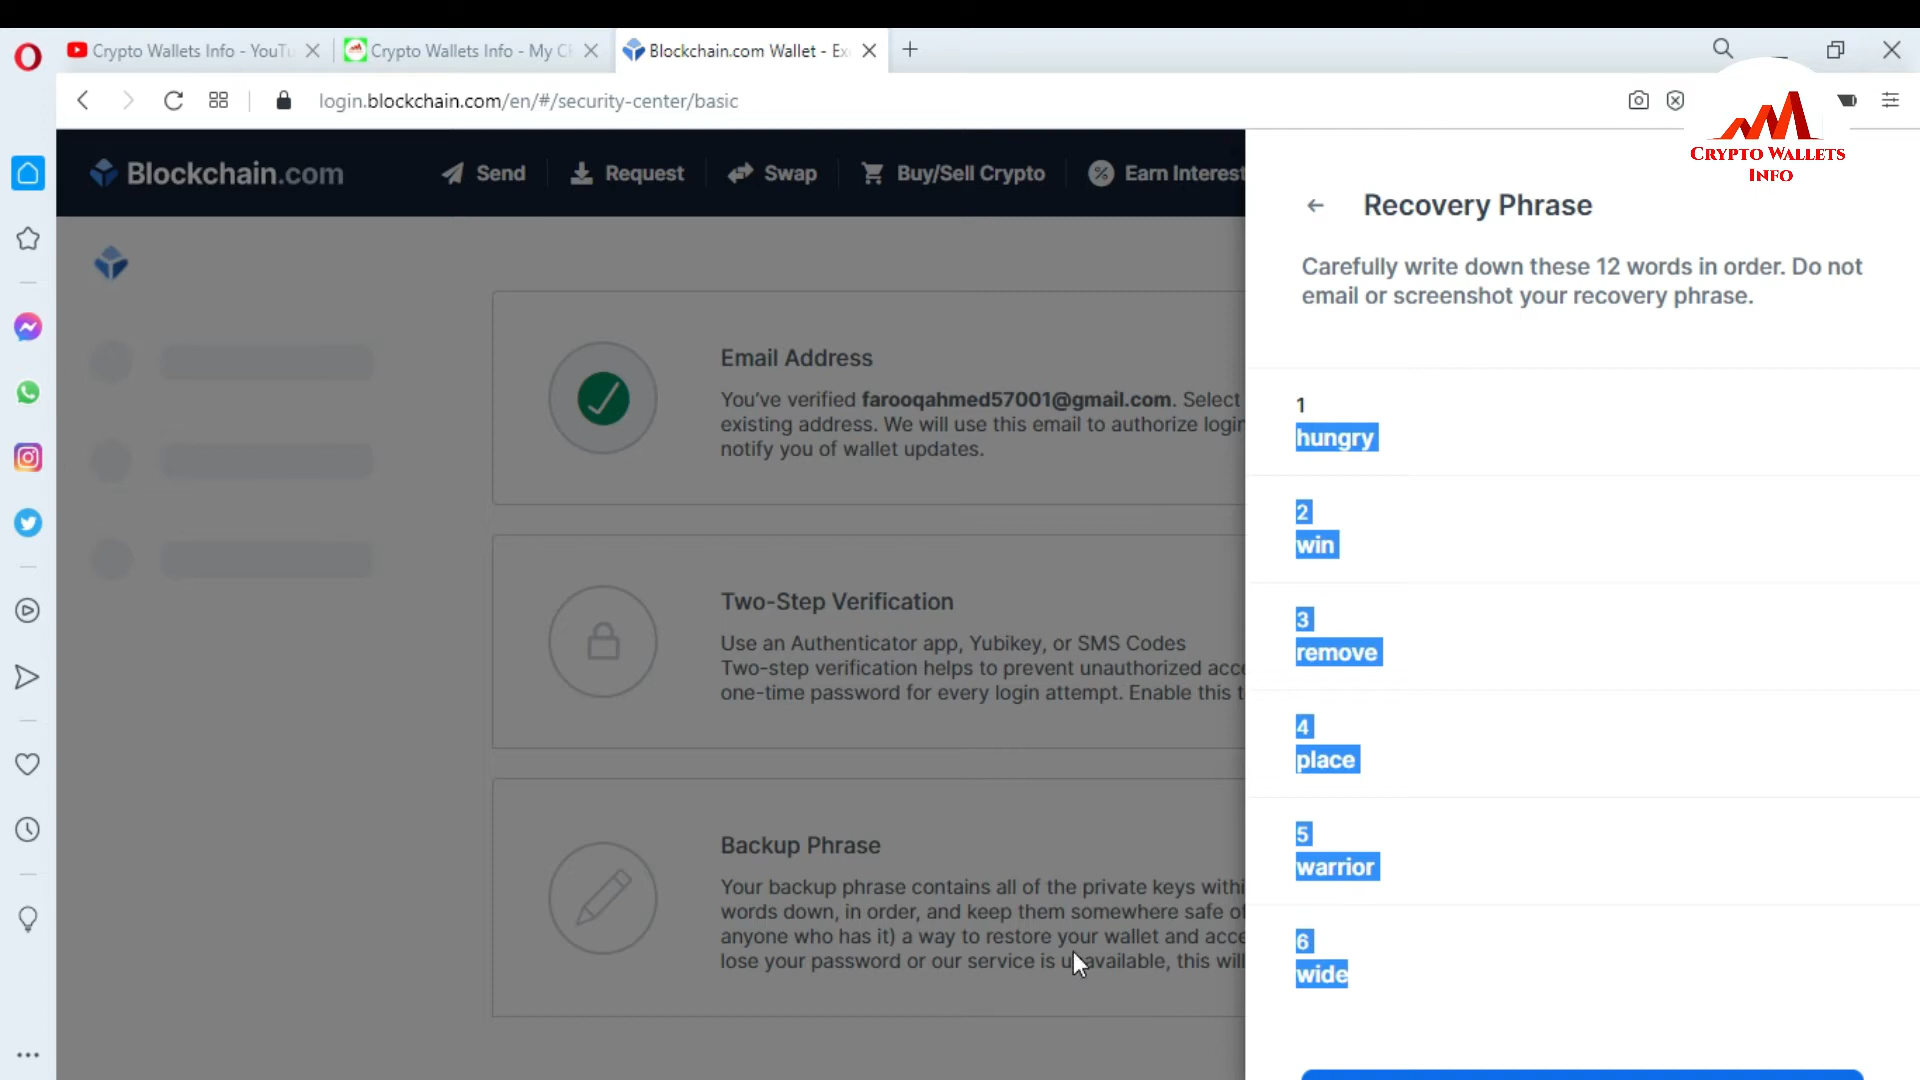 Crypto Wallets Info - YouTu
Crypto Wallets Info - My C
Blockchain.com Wallet - Ex
login.blockchain.com/en/#/security-center/basic
CRYPTO WALLETS
INFO
Blockchain.com
Send
Request
Swap
Buy/Sell Crypto
Earn Interest
Recovery Phrase
Carefully write down these 12 words in order. Do not
email or screenshot your recovery phrase.
Email Address
You've verified farooqahmed57001@gmail.com. Select
existing address. We will use this email to authorize login
notify you of wallet updates.
Two-Step Verification
Use an Authenticator app, Yubikey, or SMS Codes
Two-step verification helps to prevent unauthorized acce
one-time password for every login attempt. Enable this t
Backup Phrase
Your backup phrase contains all of the private keys withi
words down, in order, and keep them somewhere safe of
anyone who has it) a way to restore your wallet and acce
lose your password or our service is unavailable, this will
1
hungry
2
win
3
remove
4
place
5
warrior
6
wide